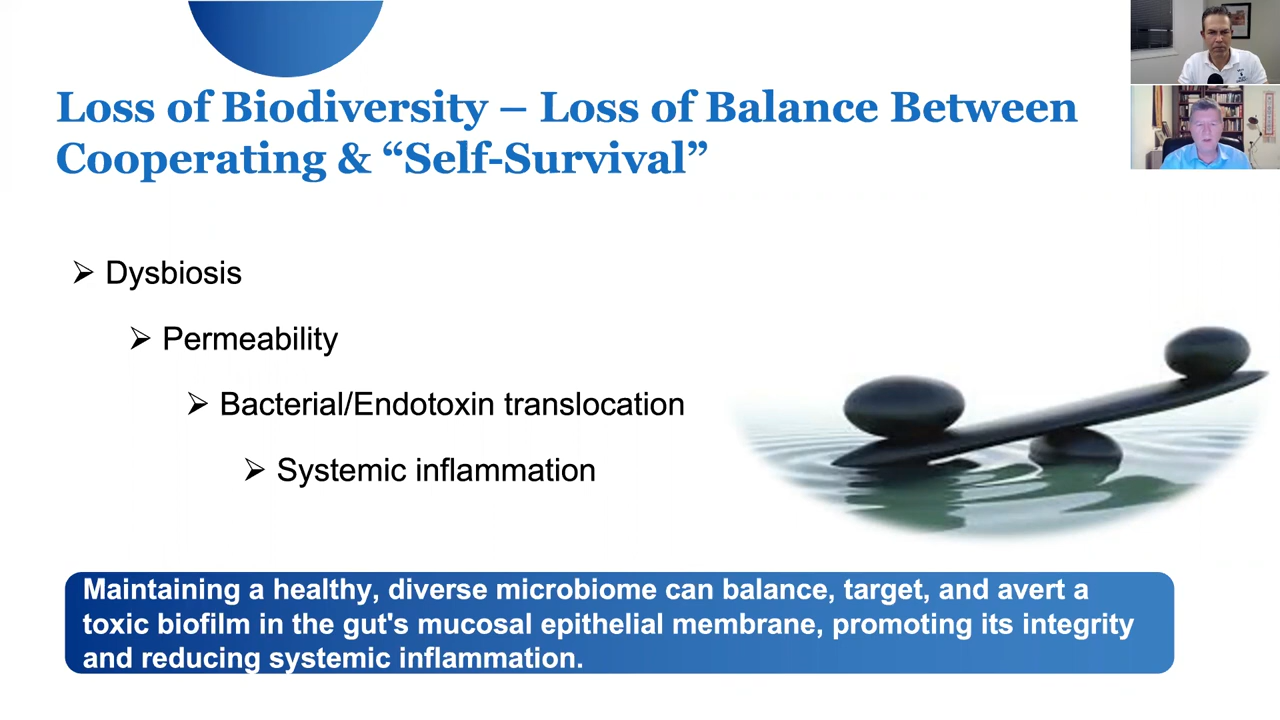 Loss of Biodiversity – Loss of Balance Between
Cooperating & “Self-Survival”
➢ Dysbiosis
➢ Permeability
➢ Bacterial/Endotoxin translocation
➢ Systemic inflammation
Maintaining a healthy, diverse microbiome can balance, target, and avert a
toxic biofilm in the gut's mucosal epithelial membrane, promoting its integrity
and reducing systemic inflammation.